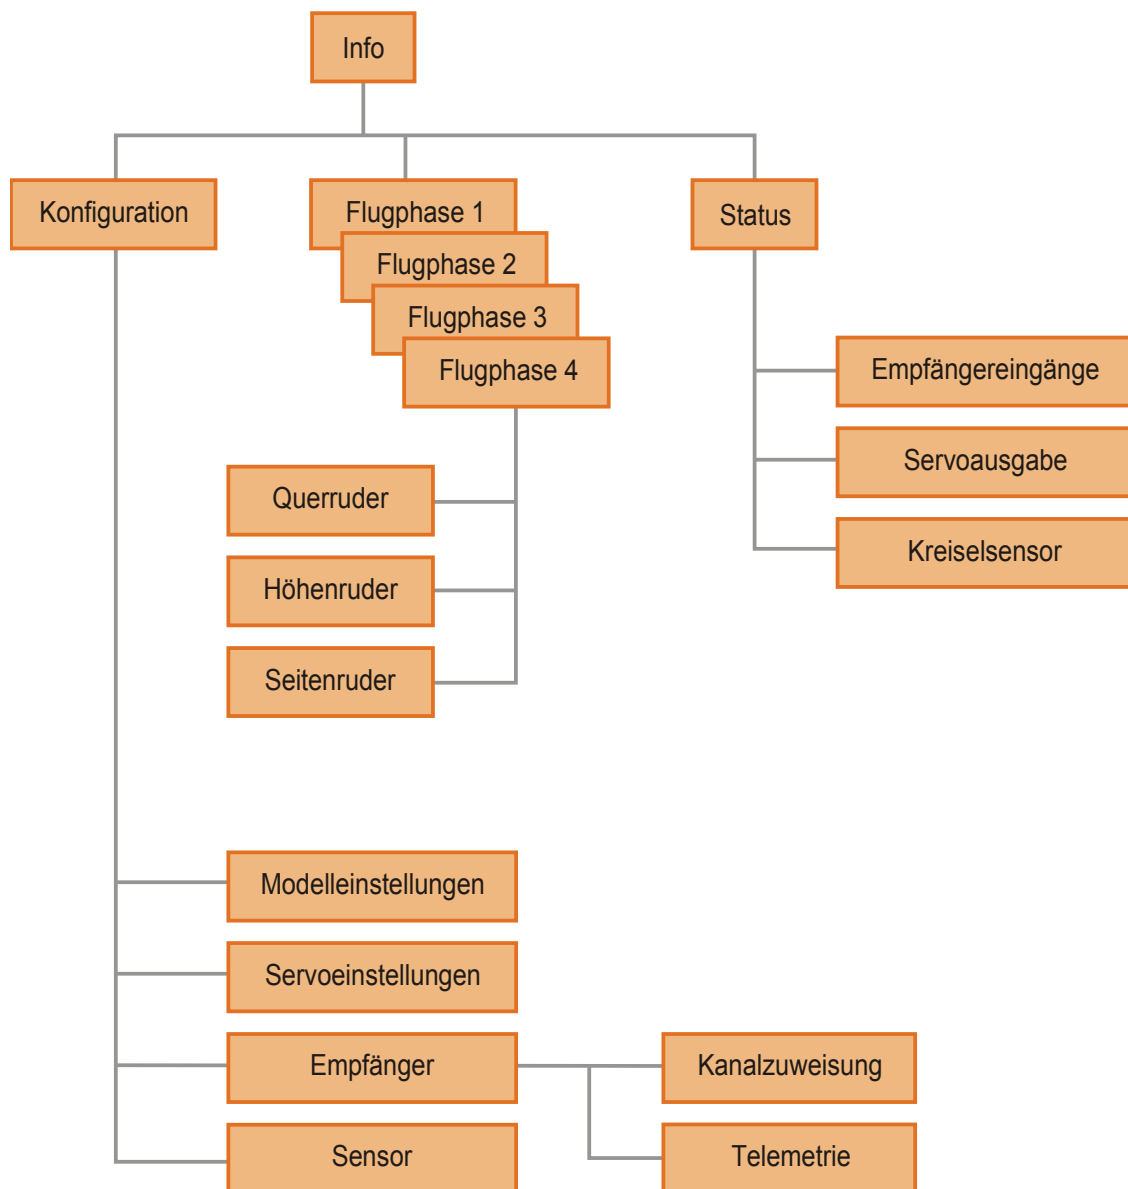 Info
Konfiguration
Flugphase 1
Status
Flugphase 2
Flugphase 3
Flugphase 4
Empfängereingänge
Servoausgabe
Kreiselsensor
Querruder
Höhenruder
Seitenruder
Modelleinstellungen
Servoeinstellungen
Empfänger
Kanalzuweisung
Sensor
Telemetrie